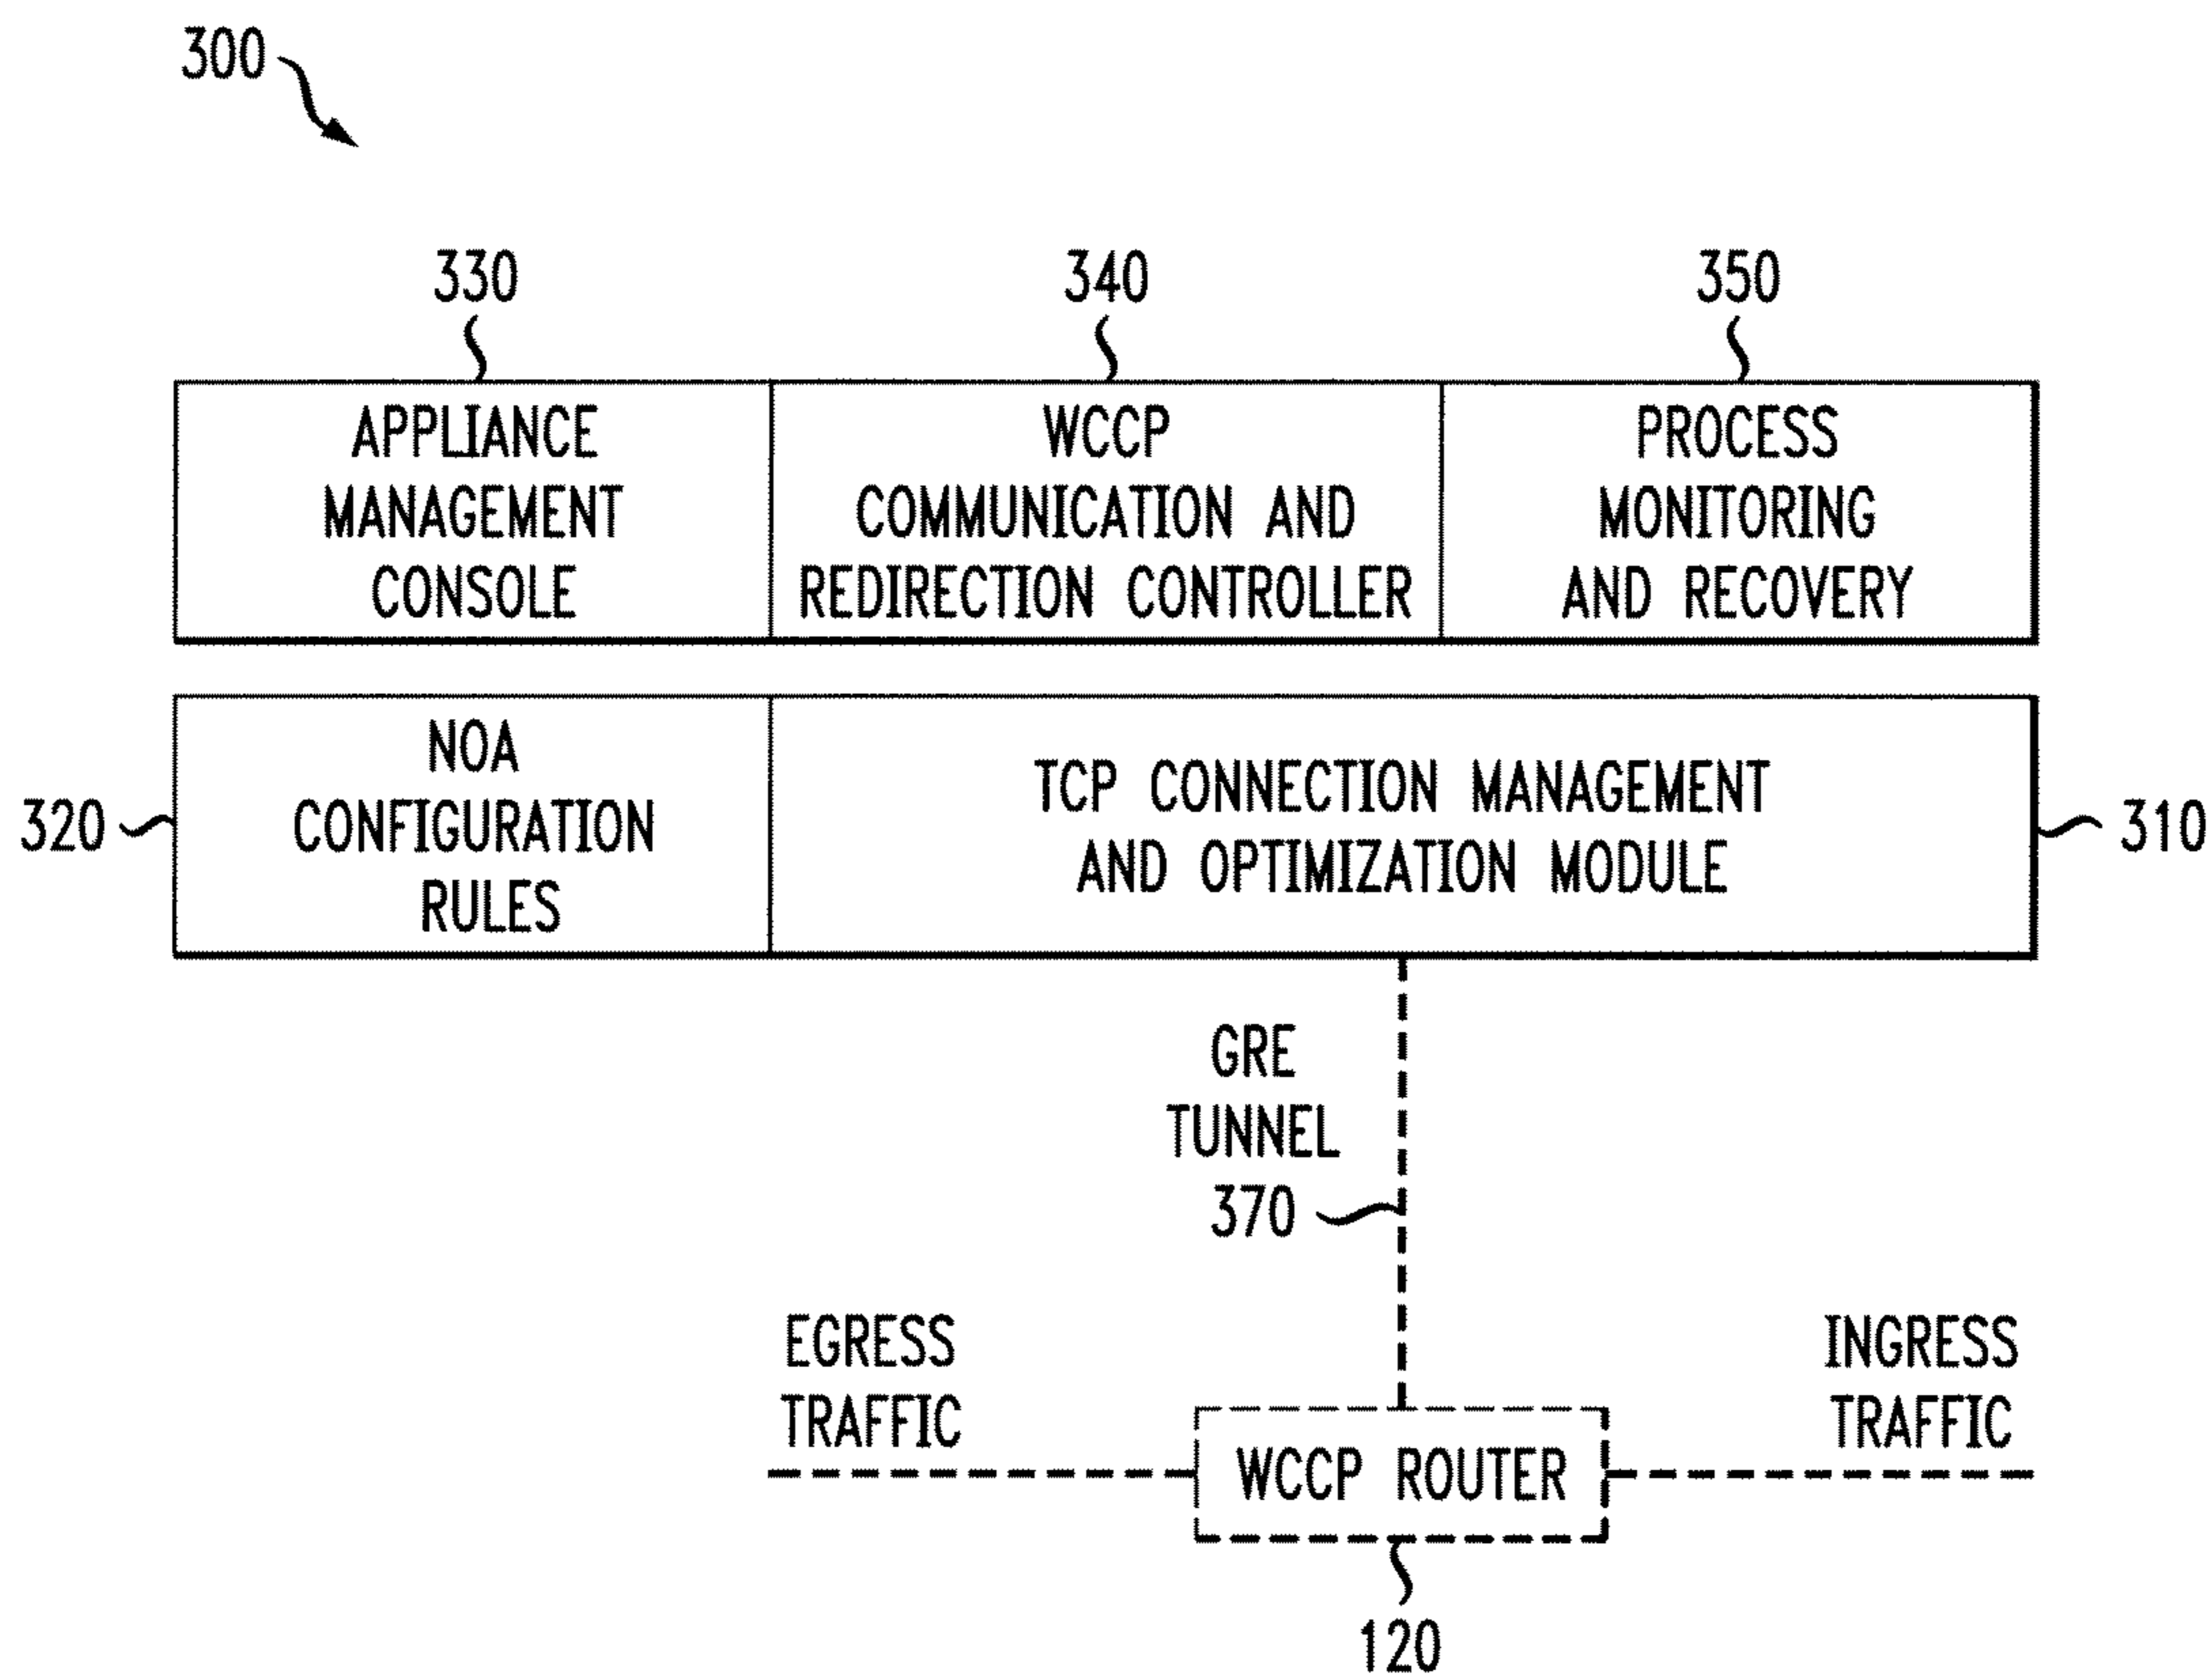 300
330
340
350
APPLIANCE
MANAGEMENT
CONSOLE
WCCP
COMMUNICATION AND
REDIRECTION CONTROLLER
PROCESS
MONITORING
AND RECOVERY
320
NOA
CONFIGURATION
RULES
TCP CONNECTION MANAGEMENT
AND OPTIMIZATION MODULE
310
GRE
TUNNEL
370
EGRESS
TRAFFIC
WCCP ROUTER
INGRESS
TRAFFIC
120